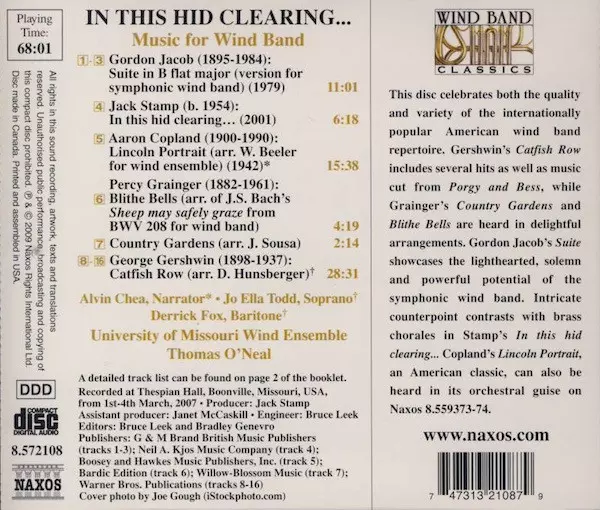 Playing
Time:
68:01
All rights in this sound recording, artwork, texts and translations
reserved. Unauthorised public performance, broadcasting and copying of
this compact disc prohibited. ℗ & © 2009 Naxos Rights International Ltd.
Disc made in Canada. Printed and assembled in USA.
DDD
COMPACT
disc
DIGITAL AUDIO
8.572108
NAXOS
IN THIS HID CLEARING...
Music for Wind Band
1 - 3 Gordon Jacob (1895-1984):
Suite in B flat major (version for
symphonic wind band) (1979) 11:01
4 Jack Stamp (b. 1954):
In this hid clearing… (2001) 6:18
5 Aaron Copland (1900-1990):
Lincoln Portrait (arr. W. Beeler
for wind ensemble) (1942)* 15:38
Percy Grainger (1882-1961):
6 Blithe Bells (arr. of J.S. Bach's
Sheep may safely graze from
BWV 208 for wind band) 4:19
7 Country Gardens (arr. J. Sousa) 2:14
8 - 16 George Gershwin (1898-1937):
Catfish Row (arr. D. Hunsberger)† 28:31
Alvin Chea, Narrator* • Jo Ella Todd, Soprano†
Derrick Fox, Baritone†
University of Missouri Wind Ensemble
Thomas O'Neal
A detailed track list can be found on page 2 of the booklet.
Recorded at Thespian Hall, Boonville, Missouri, USA,
from 1st-4th March, 2007 • Producer: Jack Stamp
Assistant producer: Janet McCaskill • Engineer: Bruce Leek
Editors: Bruce Leek and Bradley Genevro
Publishers: G & M Brand British Music Publishers
(tracks 1-3); Neil A. Kjos Music Company (track 4);
Boosey and Hawkes Music Publishers, Inc. (track 5);
Bardic Edition (track 6); Willow-Blossom Music (track 7);
Warner Bros. Publications (tracks 8-16)
Cover photo by Joe Gough (iStockphoto.com)
WIND BAND
CLASSICS
This disc celebrates both the quality
and variety of the internationally
popular American wind band
repertoire. Gershwin's Catfish Row
includes several hits as well as music
cut from Porgy and Bess, while
Grainger's Country Gardens and
Blithe Bells are heard in delightful
arrangements. Gordon Jacob's Suite
showcases the lighthearted, solemn
and powerful potential of the
symphonic wind band. Intricate
counterpoint contrasts with brass
chorales in Stamp's In this hid
clearing... Copland's Lincoln Portrait,
an American classic, can also be
heard in its orchestral guise on
Naxos 8.559373-74.
www.naxos.com
7 47313 21087 9